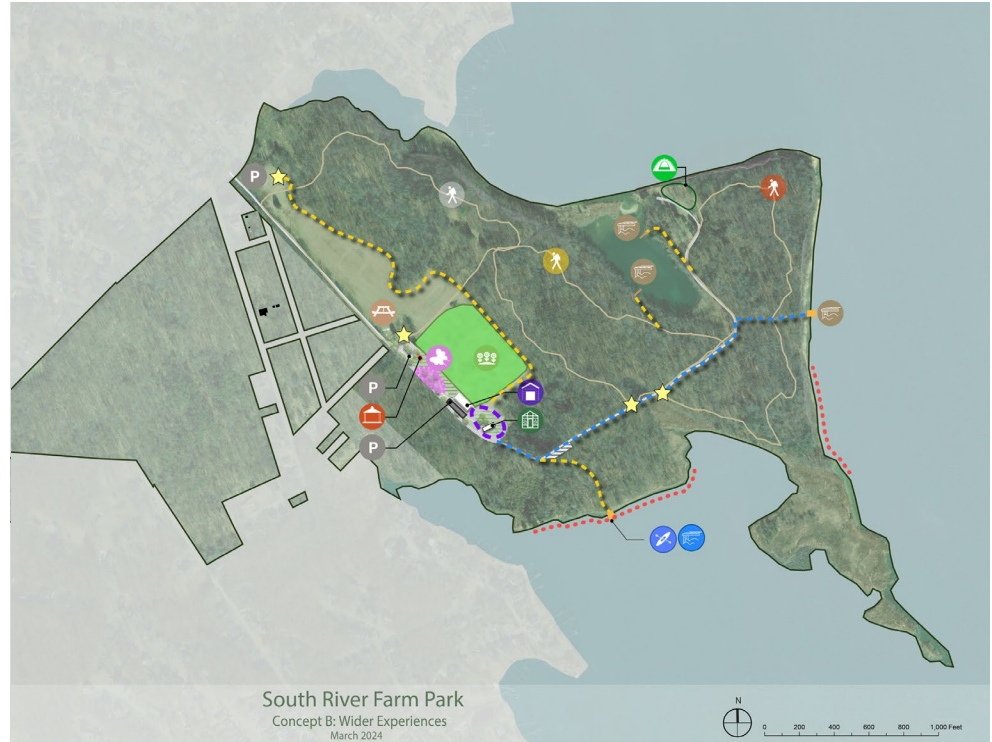 P
P
P
South River Farm Park
Concept B: Wider Experiences
March 2024
N
0 200 400 600 800 1,000 Feet